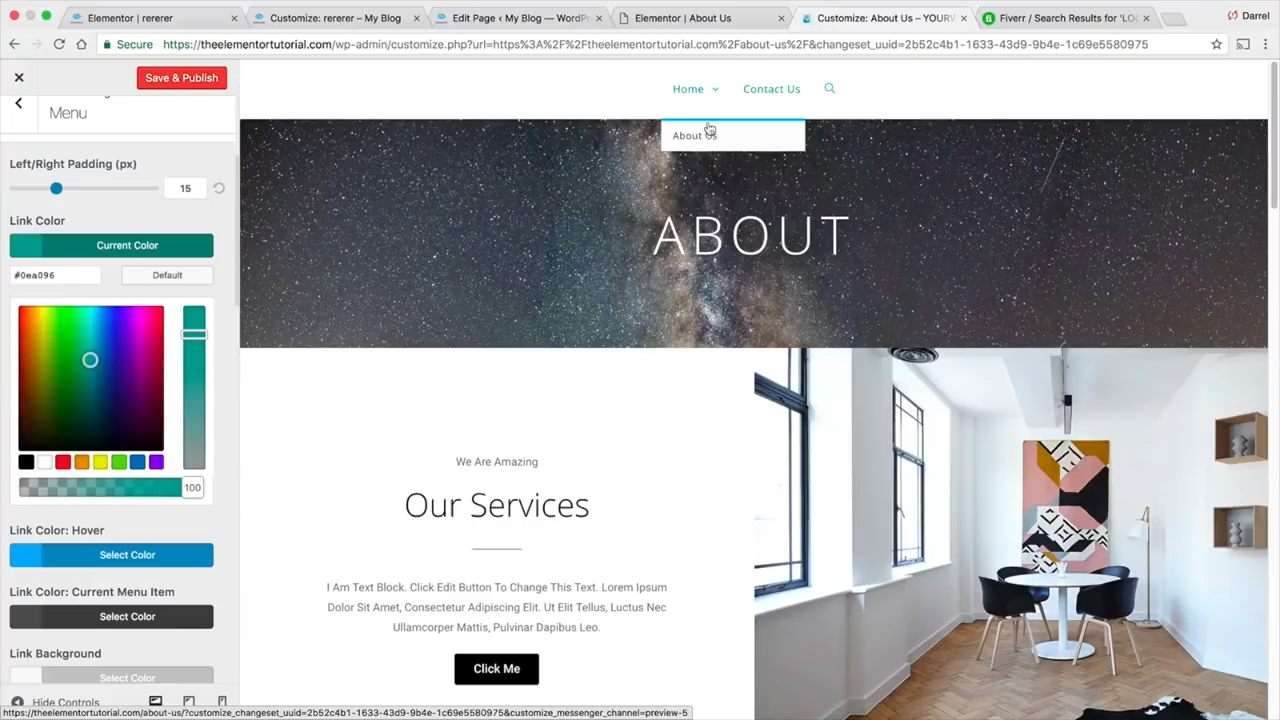 Elementor | rererer
Customize: rererer – My Blog
Edit Page ‹ My Blog — WordPr
Elementor | About Us
Customize: About Us – YOURW
Fiverr / Search Results for 'LOG
Darrel
Secure
https://theelementortutorial.com/wp-admin/customize.php?url=https%3A%2F%2Ftheelementortutorial.com%2Fabout-us%2F&changeset_uuid=2b52c4b1-1633-43d9-9b4e-1c69e5580975
Save & Publish
Menu
Left/Right Padding (px)
15
Link Color
Current Color
#0ea096
Default
100
Link Color: Hover
Select Color
Link Color: Current Menu Item
Select Color
Link Background
Select Color
Hide Controls
Home
Contact Us
About Us
ABOUT
We Are Amazing
Our Services
I Am Text Block. Click Edit Button To Change This Text. Lorem Ipsum
Dolor Sit Amet, Consectetur Adipiscing Elit. Ut Elit Tellus, Luctus Nec
Ullamcorper Mattis, Pulvinar Dapibus Leo.
Click Me
https://theelementortutorial.com/about-us/?customize_changeset_uuid=2b52c4b1-1633-43d9-9b4e-1c69e5580975&customize_messenger_channel=preview-5